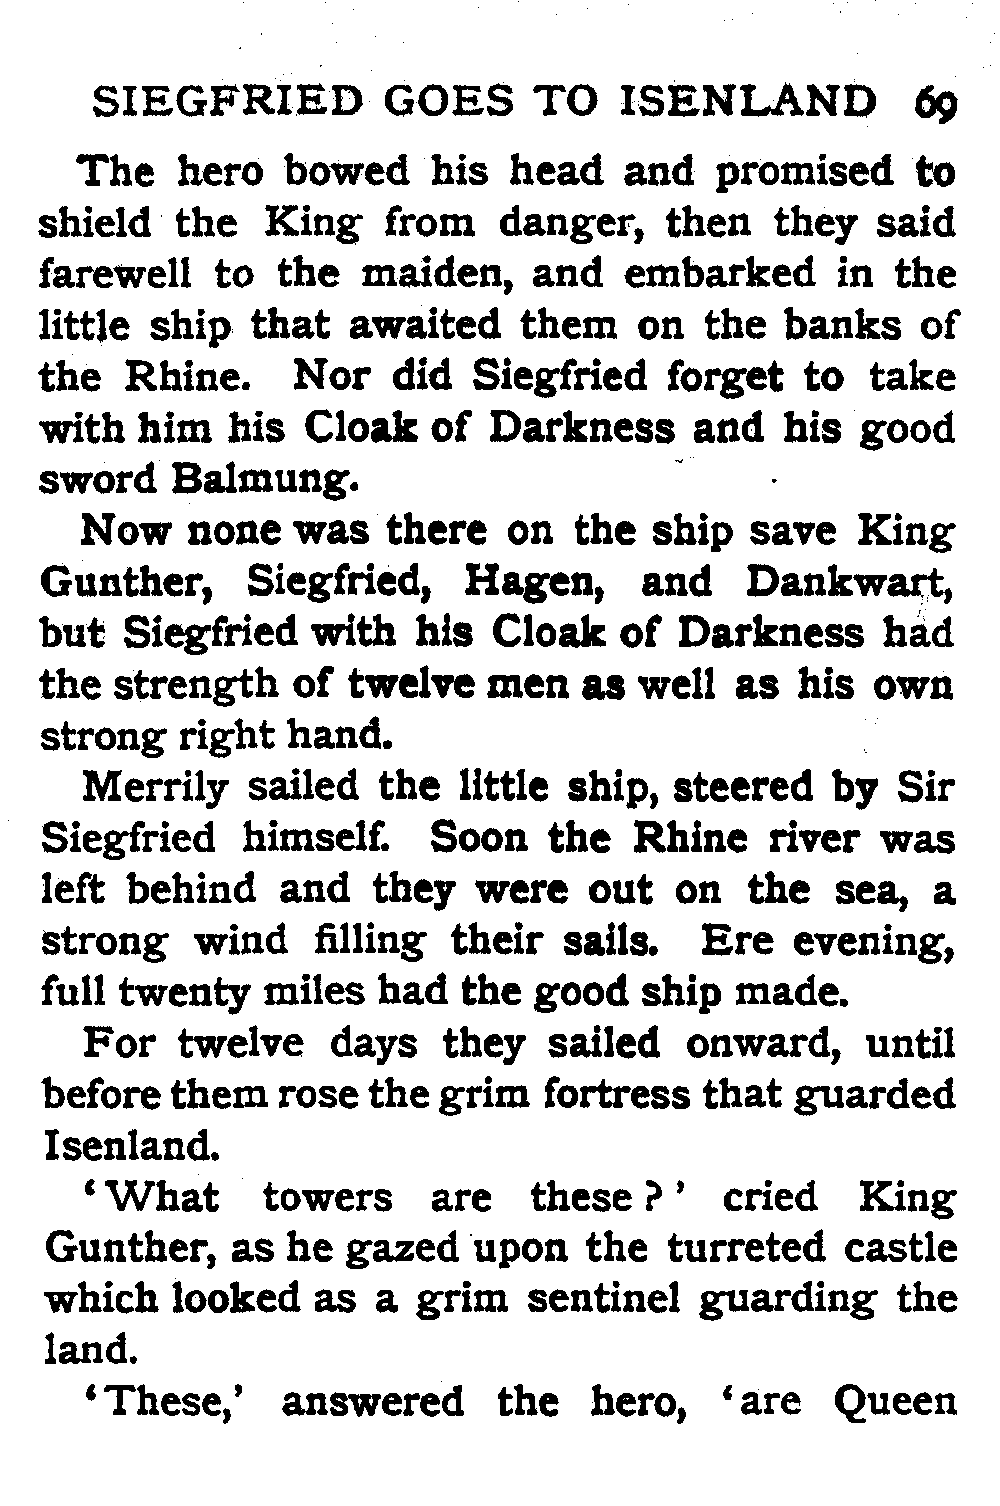 SIEGFRIED GOES TO ISENLAND 69
The hero bowed his head and promised to
shield the King from danger, then they said
farewell to the maiden, and embarked in the
little ship that awaited them on the banks of
the Rhine. Nor did Siegfried forget to take
with him his Cloak of Darkness and his good
sword Balmung.
Now none was there on the ship save King
Gunther, Siegfried, Hagen, and Dankwart,
but Siegfried with his Cloak of Darkness had
the strength of twelve men as well as his own
strong right hand.
Merrily sailed the little ship, steered by Sir
Siegfried himself. Soon the Rhine river was
left behind and they were out on the sea, a
strong wind filling their sails. Ere evening,
full twenty miles had the good ship made.
For twelve days they sailed onward, until
before them rose the grim fortress that guarded
Isenland.
‘What towers are these?’ cried King
Gunther, as he gazed upon the turreted castle
which looked as a grim sentinel guarding the
land.
‘These,’ answered the hero, ‘are Queen